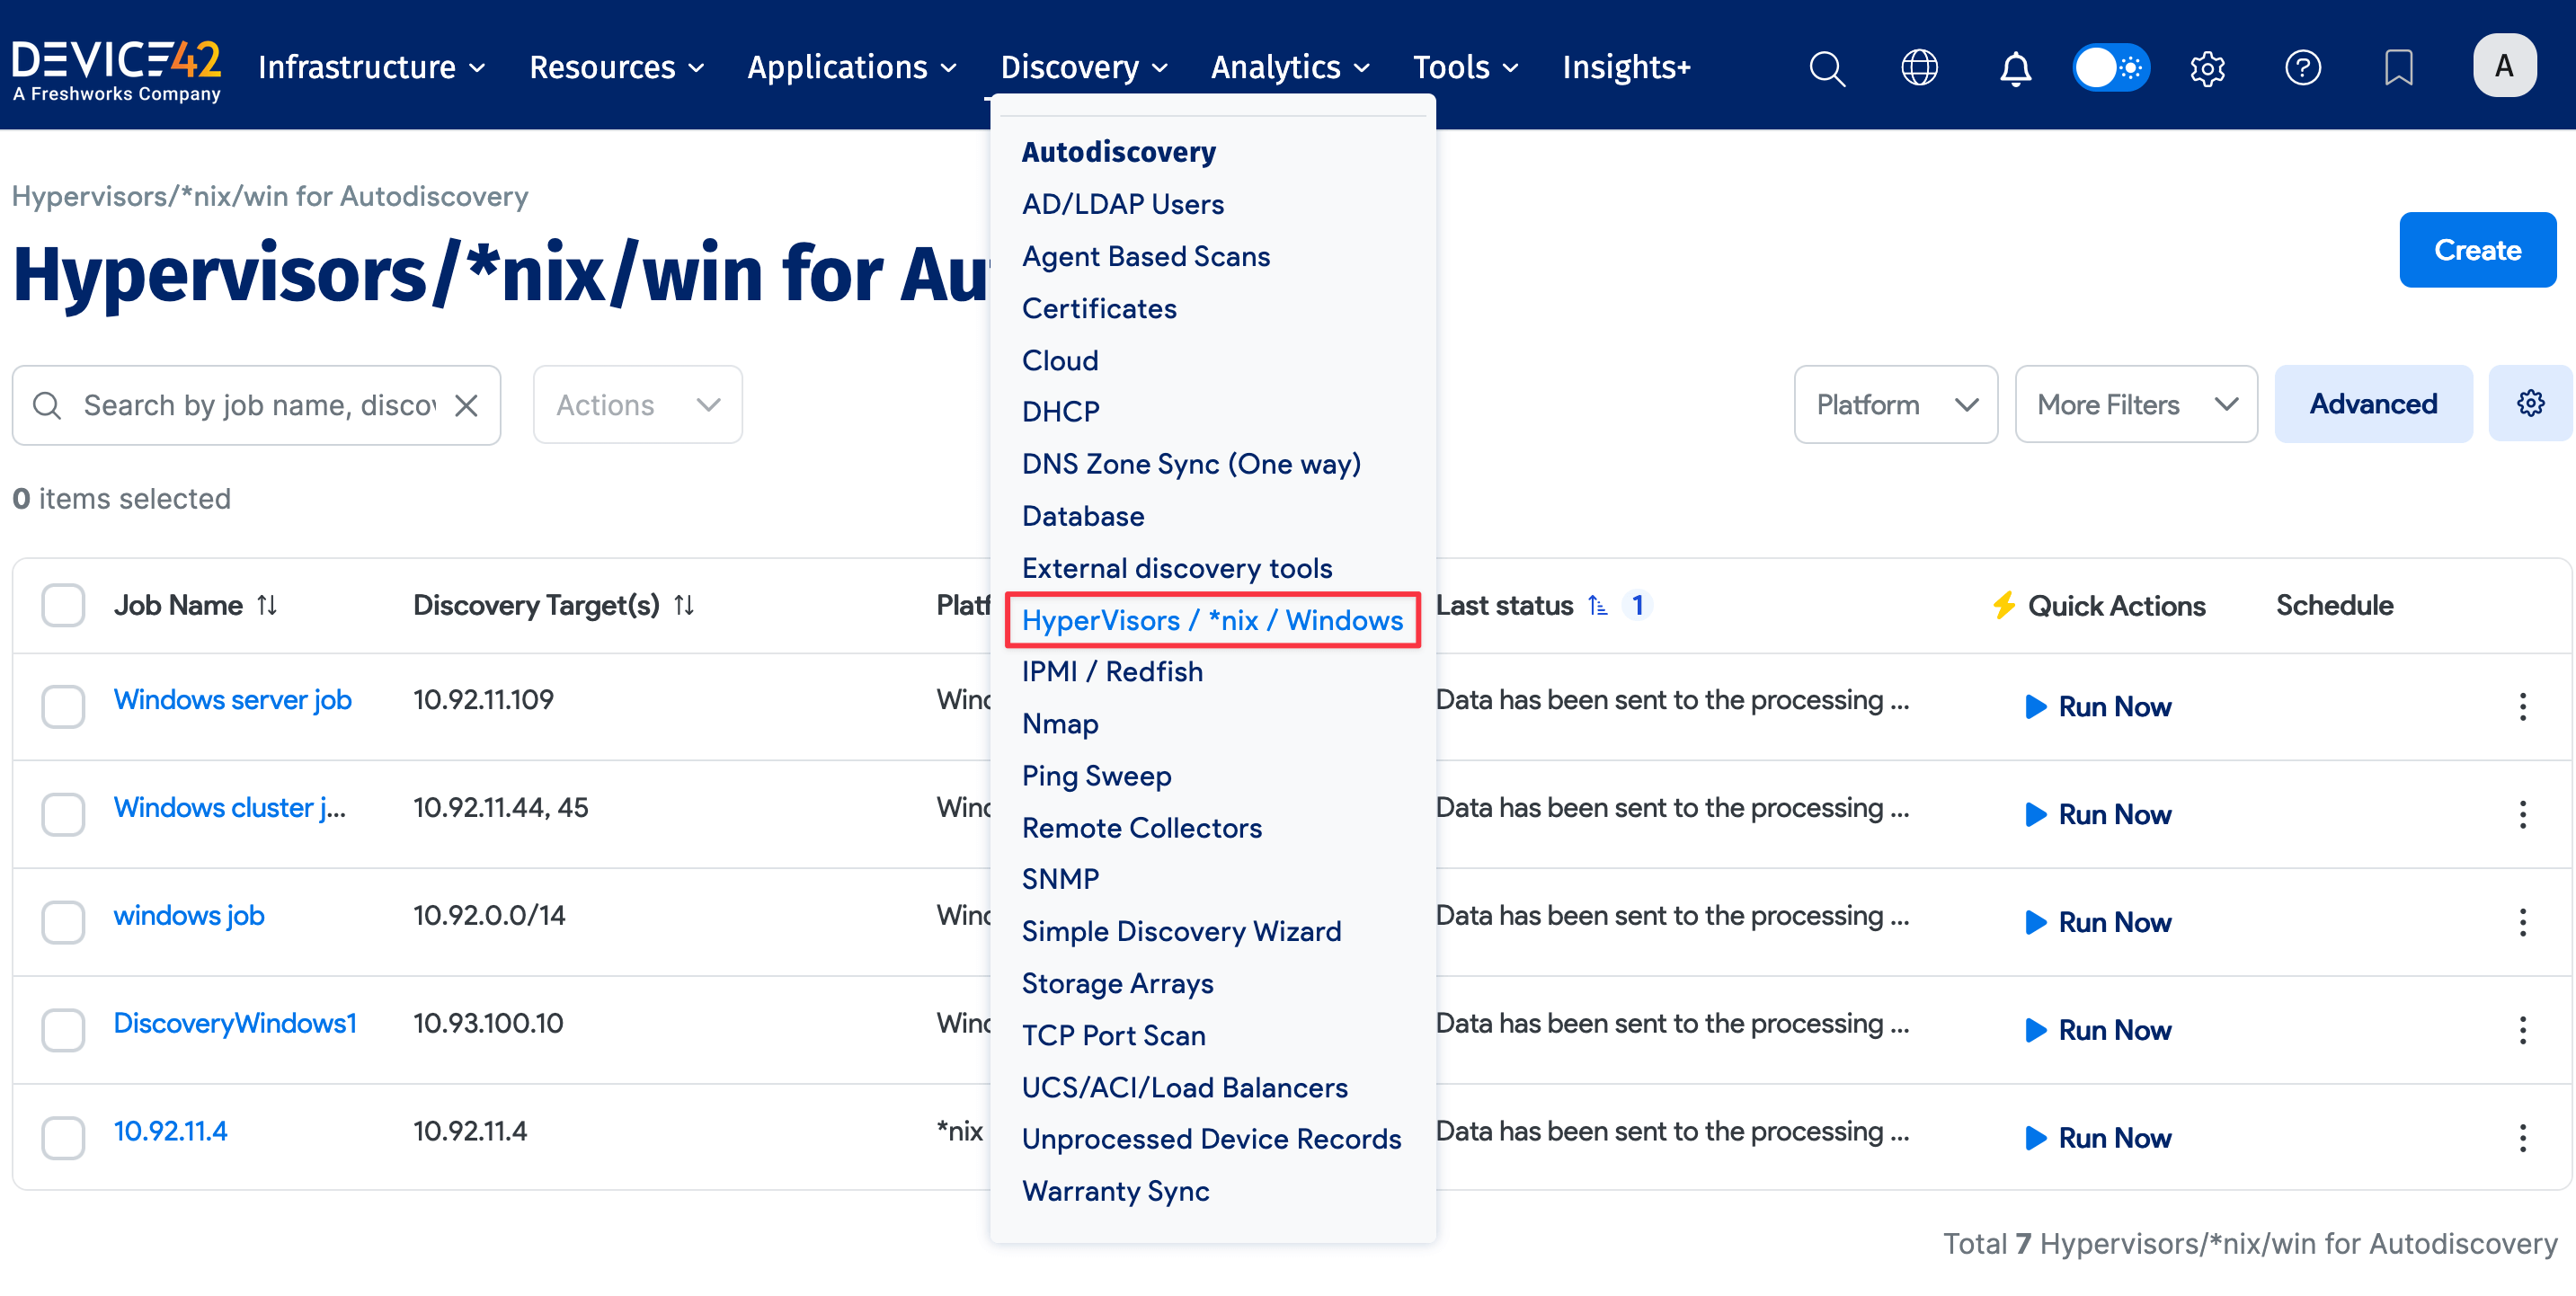 DEVICE42
A Freshworks Company
Infrastructure
Resources
Applications
Discovery
Analytics
Tools
Insights+
A
Hypervisors/*nix/win for Autodiscovery
Hypervisors/*nix/win for Au
Create
Search by job name, discov
Actions
Platform
More Filters
Advanced
0 items selected
Job Name
Discovery Target(s)
Platf
Last status 1
Quick Actions
Schedule
Windows server job 10.92.11.109 Wind Data has been sent to the processing ... Run Now
Windows cluster j... 10.92.11.44, 45 Wind Data has been sent to the processing ... Run Now
windows job 10.92.0.0/14 Wind Data has been sent to the processing ... Run Now
DiscoveryWindows1 10.93.100.10 Wind Data has been sent to the processing ... Run Now
10.92.11.4 10.92.11.4 *nix Data has been sent to the processing ... Run Now
Autodiscovery
AD/LDAP Users
Agent Based Scans
Certificates
Cloud
DHCP
DNS Zone Sync (One way)
Database
External discovery tools
HyperVisors / *nix / Windows
IPMI / Redfish
Nmap
Ping Sweep
Remote Collectors
SNMP
Simple Discovery Wizard
Storage Arrays
TCP Port Scan
UCS/ACI/Load Balancers
Unprocessed Device Records
Warranty Sync
Total 7 Hypervisors/*nix/win for Autodiscovery